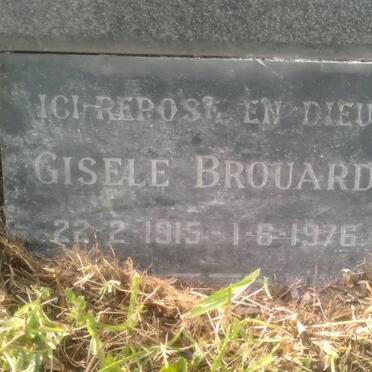 ICI REPOSE EN DIEU
GISELE BROUARD
22-2-1915 1-6-1976